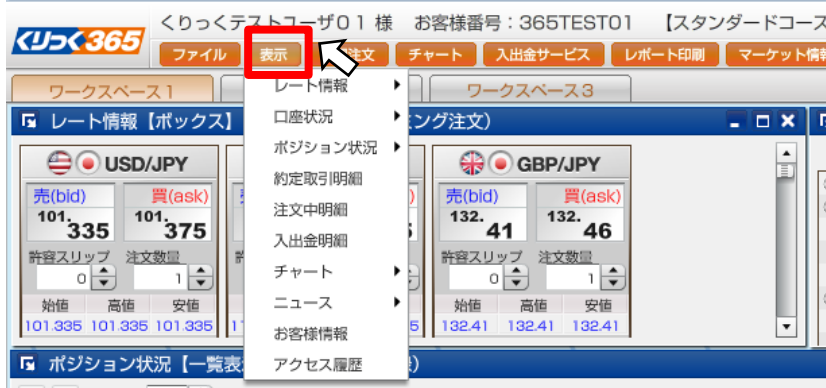 くりっく365
くりっくテストユーザ01 様 お客様番号：365TEST01 【スタンダードコース
ファイル 表示 注文 チャート 入出金サービス レポート印刷 マーケット情報
ワークスペース1 ワークスペース3
レート情報【ボックス】 ング注文）
レート情報
口座状況
ポジション状況
約定取引明細
注文中明細
入出金明細
チャート
ニュース
お客様情報
アクセス履歴
USD/JPY
売(bid) 買(ask)
101.335 101.375
許容スリップ 注文数量
0 1
始値 高値 安値
101.335 101.335 101.335
GBP/JPY
売(bid) 買(ask)
132.41 132.46
許容スリップ 注文数量
0 1
始値 高値 安値
132.41 132.41 132.41
ポジション状況【一覧表